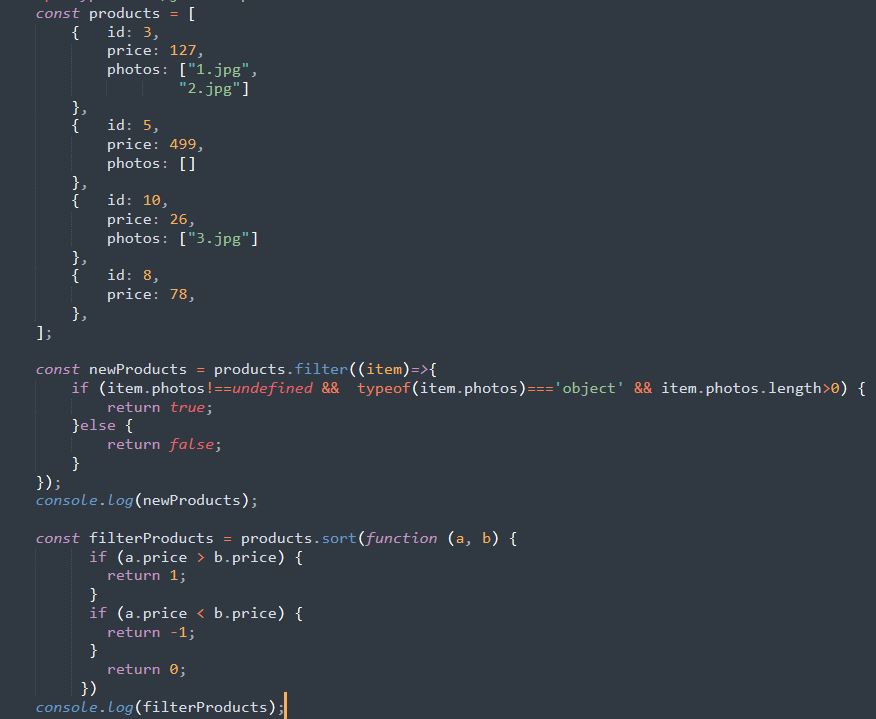 const products = [
    {   id: 3,
        price: 127,
        photos: ["1.jpg",
                "2.jpg"]
    },
    {   id: 5,
        price: 499,
        photos: []
    },
    {   id: 10,
        price: 26,
        photos: ["3.jpg"]
    },
    {   id: 8,
        price: 78,
    },
];
const newProducts = products.filter((item)=>{
    if (item.photos!==undefined &&  typeof(item.photos)==='object' && item.photos.length>0) {
        return true;
    }else {
        return false;
    }
});
console.log(newProducts);
const filterProducts = products.sort(function (a, b) {
      if (a.price > b.price) {
        return 1;
      }
      if (a.price < b.price) {
        return -1;
      }
        return 0;
     })
console.log(filterProducts);